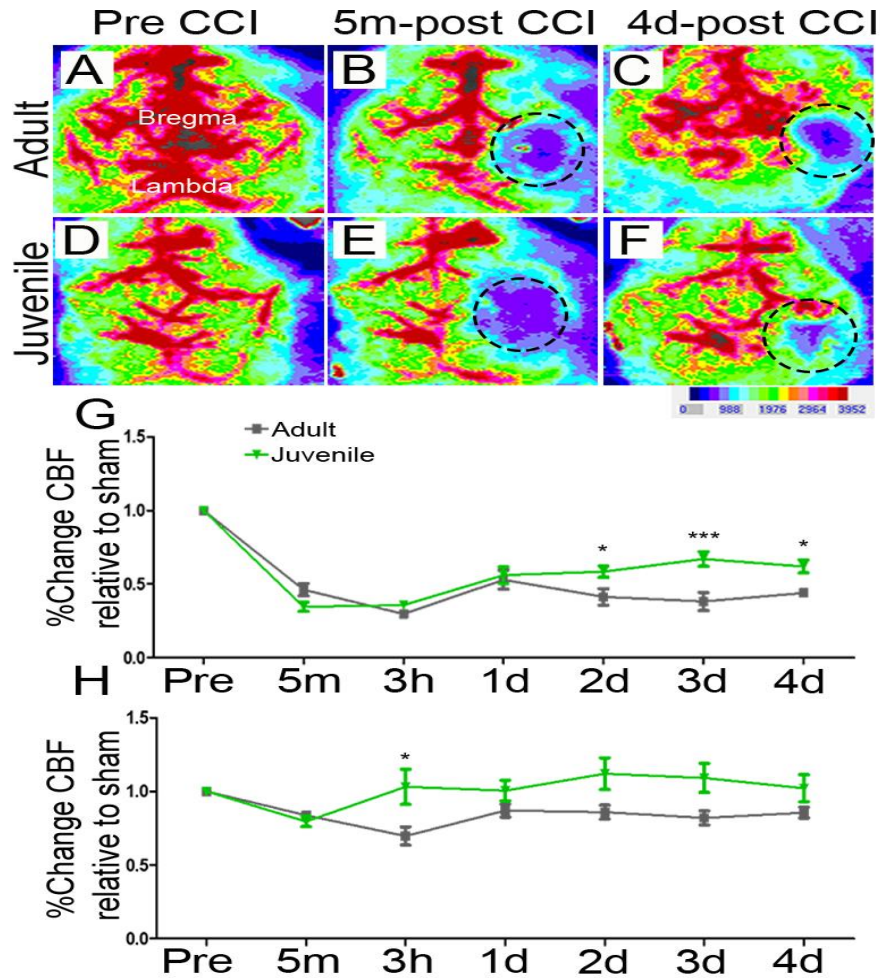 Pre CCI 5m-post CCI 4d-post CCI
Adult
A B C
Bregma
Lambda
Juvenile
D E F
0 988 1976 2964 3952
G
Adult
Juvenile
%Change CBF
relative to sham
1.5
1.0
0.5
0.0
* *** *
Pre 5m 3h 1d 2d 3d 4d
H
%Change CBF
relative to sham
1.5
1.0
0.5
0.0
*
Pre 5m 3h 1d 2d 3d 4d